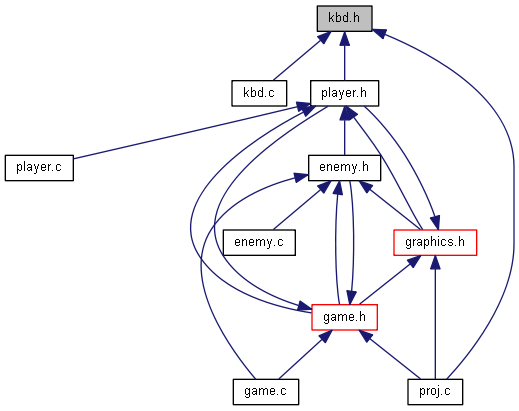 kbd.h
kbd.c
player.h
player.c
enemy.h
enemy.c
graphics.h
game.h
game.c
proj.c